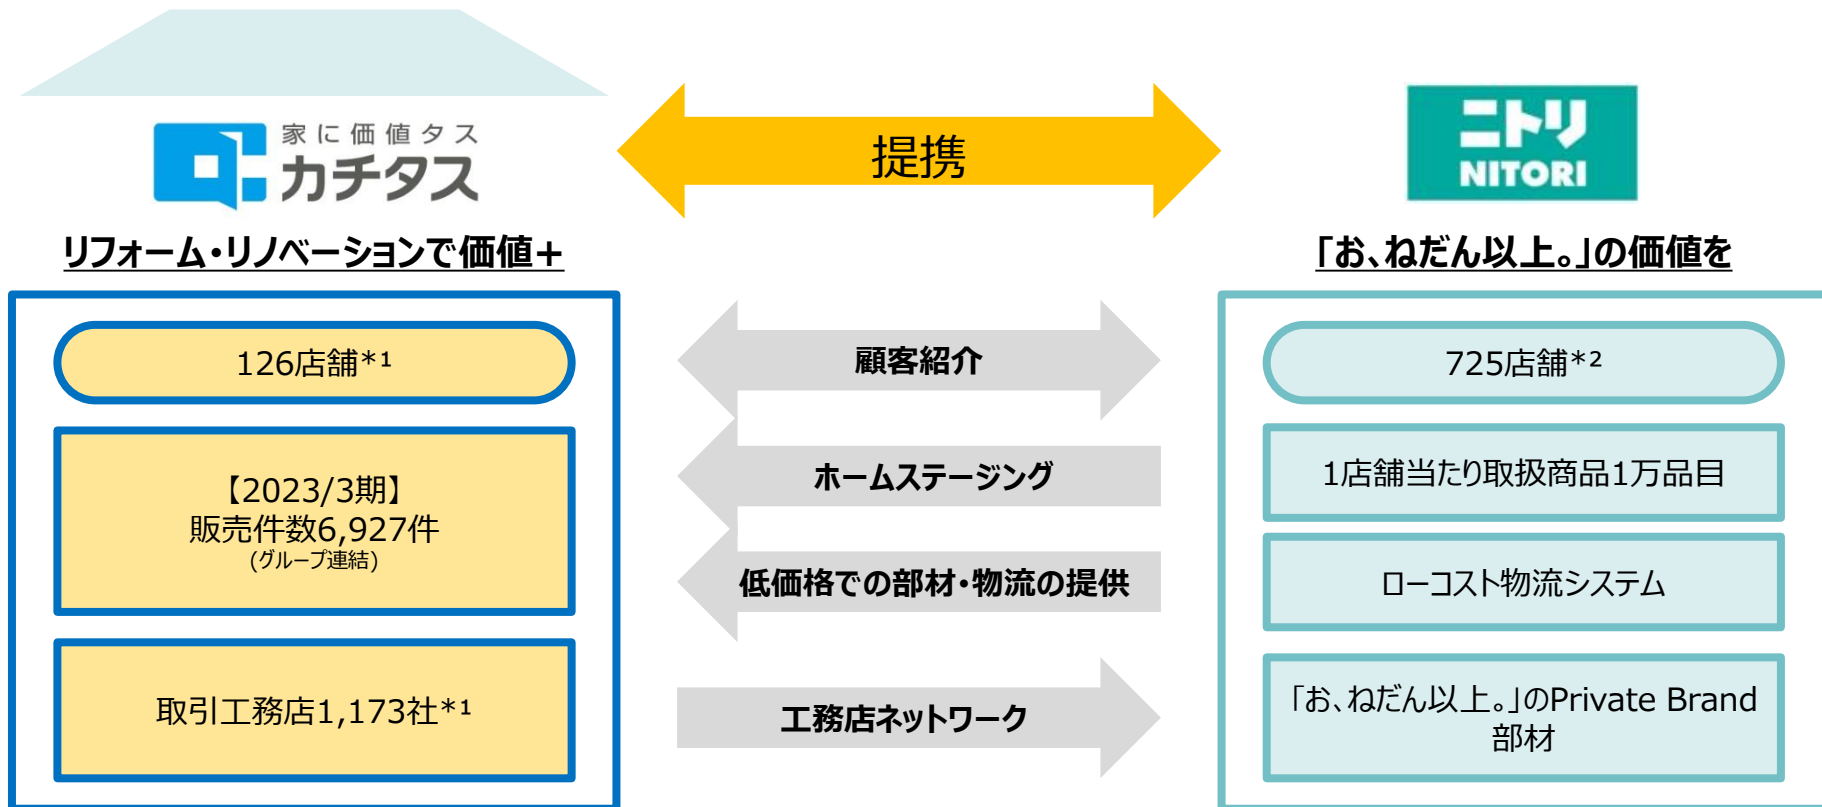 家に価値タス
カチタス
提携
ニトリ
NITORI
リフォーム・リノベーションで価値+
「お、ねだん以上。」の価値を
126店舗*1
【2023/3期】
販売件数6,927件
(グループ連結)
取引工務店1,173社*1
顧客紹介
ホームステージング
低価格での部材・物流の提供
工務店ネットワーク
725店舗*2
1店舗当たり取扱商品1万品目
ローコスト物流システム
「お、ねだん以上。」のPrivate Brand
部材